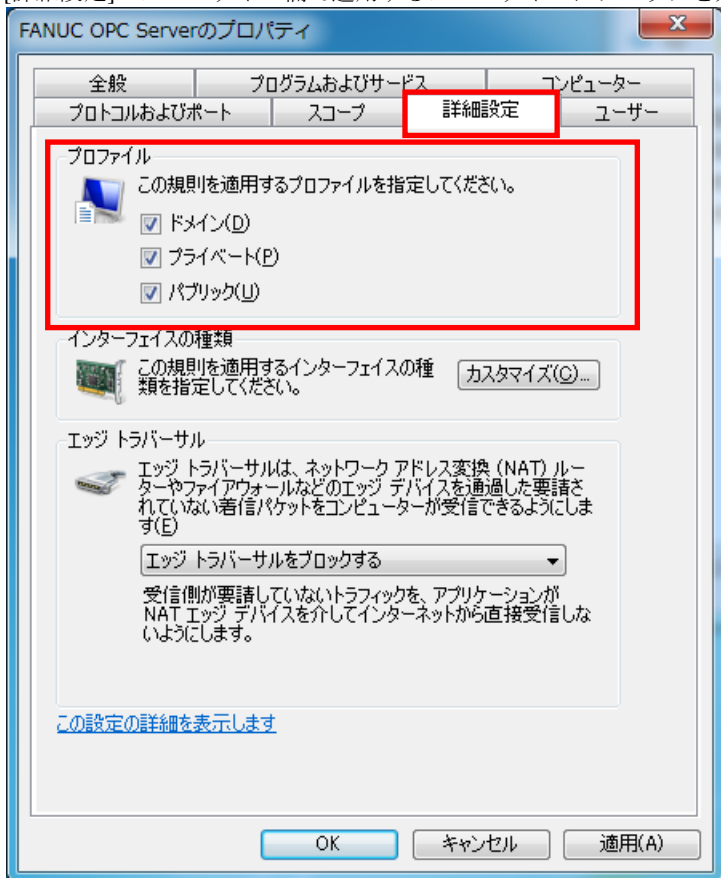 FANUC OPC Serverのプロパティ
全般 プログラムおよびサービス コンピューター
プロトコルおよびポート スコープ 詳細設定 ユーザー
プロファイル
この規則を適用するプロファイルを指定してください。
ドメイン(D)
プライベート(P)
パブリック(U)
インターフェイスの種類
この規則を適用するインターフェイスの種
類を指定してください。
カスタマイズ(C)...
エッジ トラバーサル
エッジ トラバーサルは、ネットワーク アドレス変換 (NAT) ルー
ターやファイアウォールなどのエッジ デバイスを通過した要請さ
れていない着信パケットをコンピューターが受信できるようにしま
す(E)
エッジ トラバーサルをブロックする
受信側が要請していないトラフィックを、アプリケーションが
NAT エッジ デバイスを介してインターネットから直接受信しな
いようにします。
この設定の詳細を表示します
OK キャンセル 適用(A)